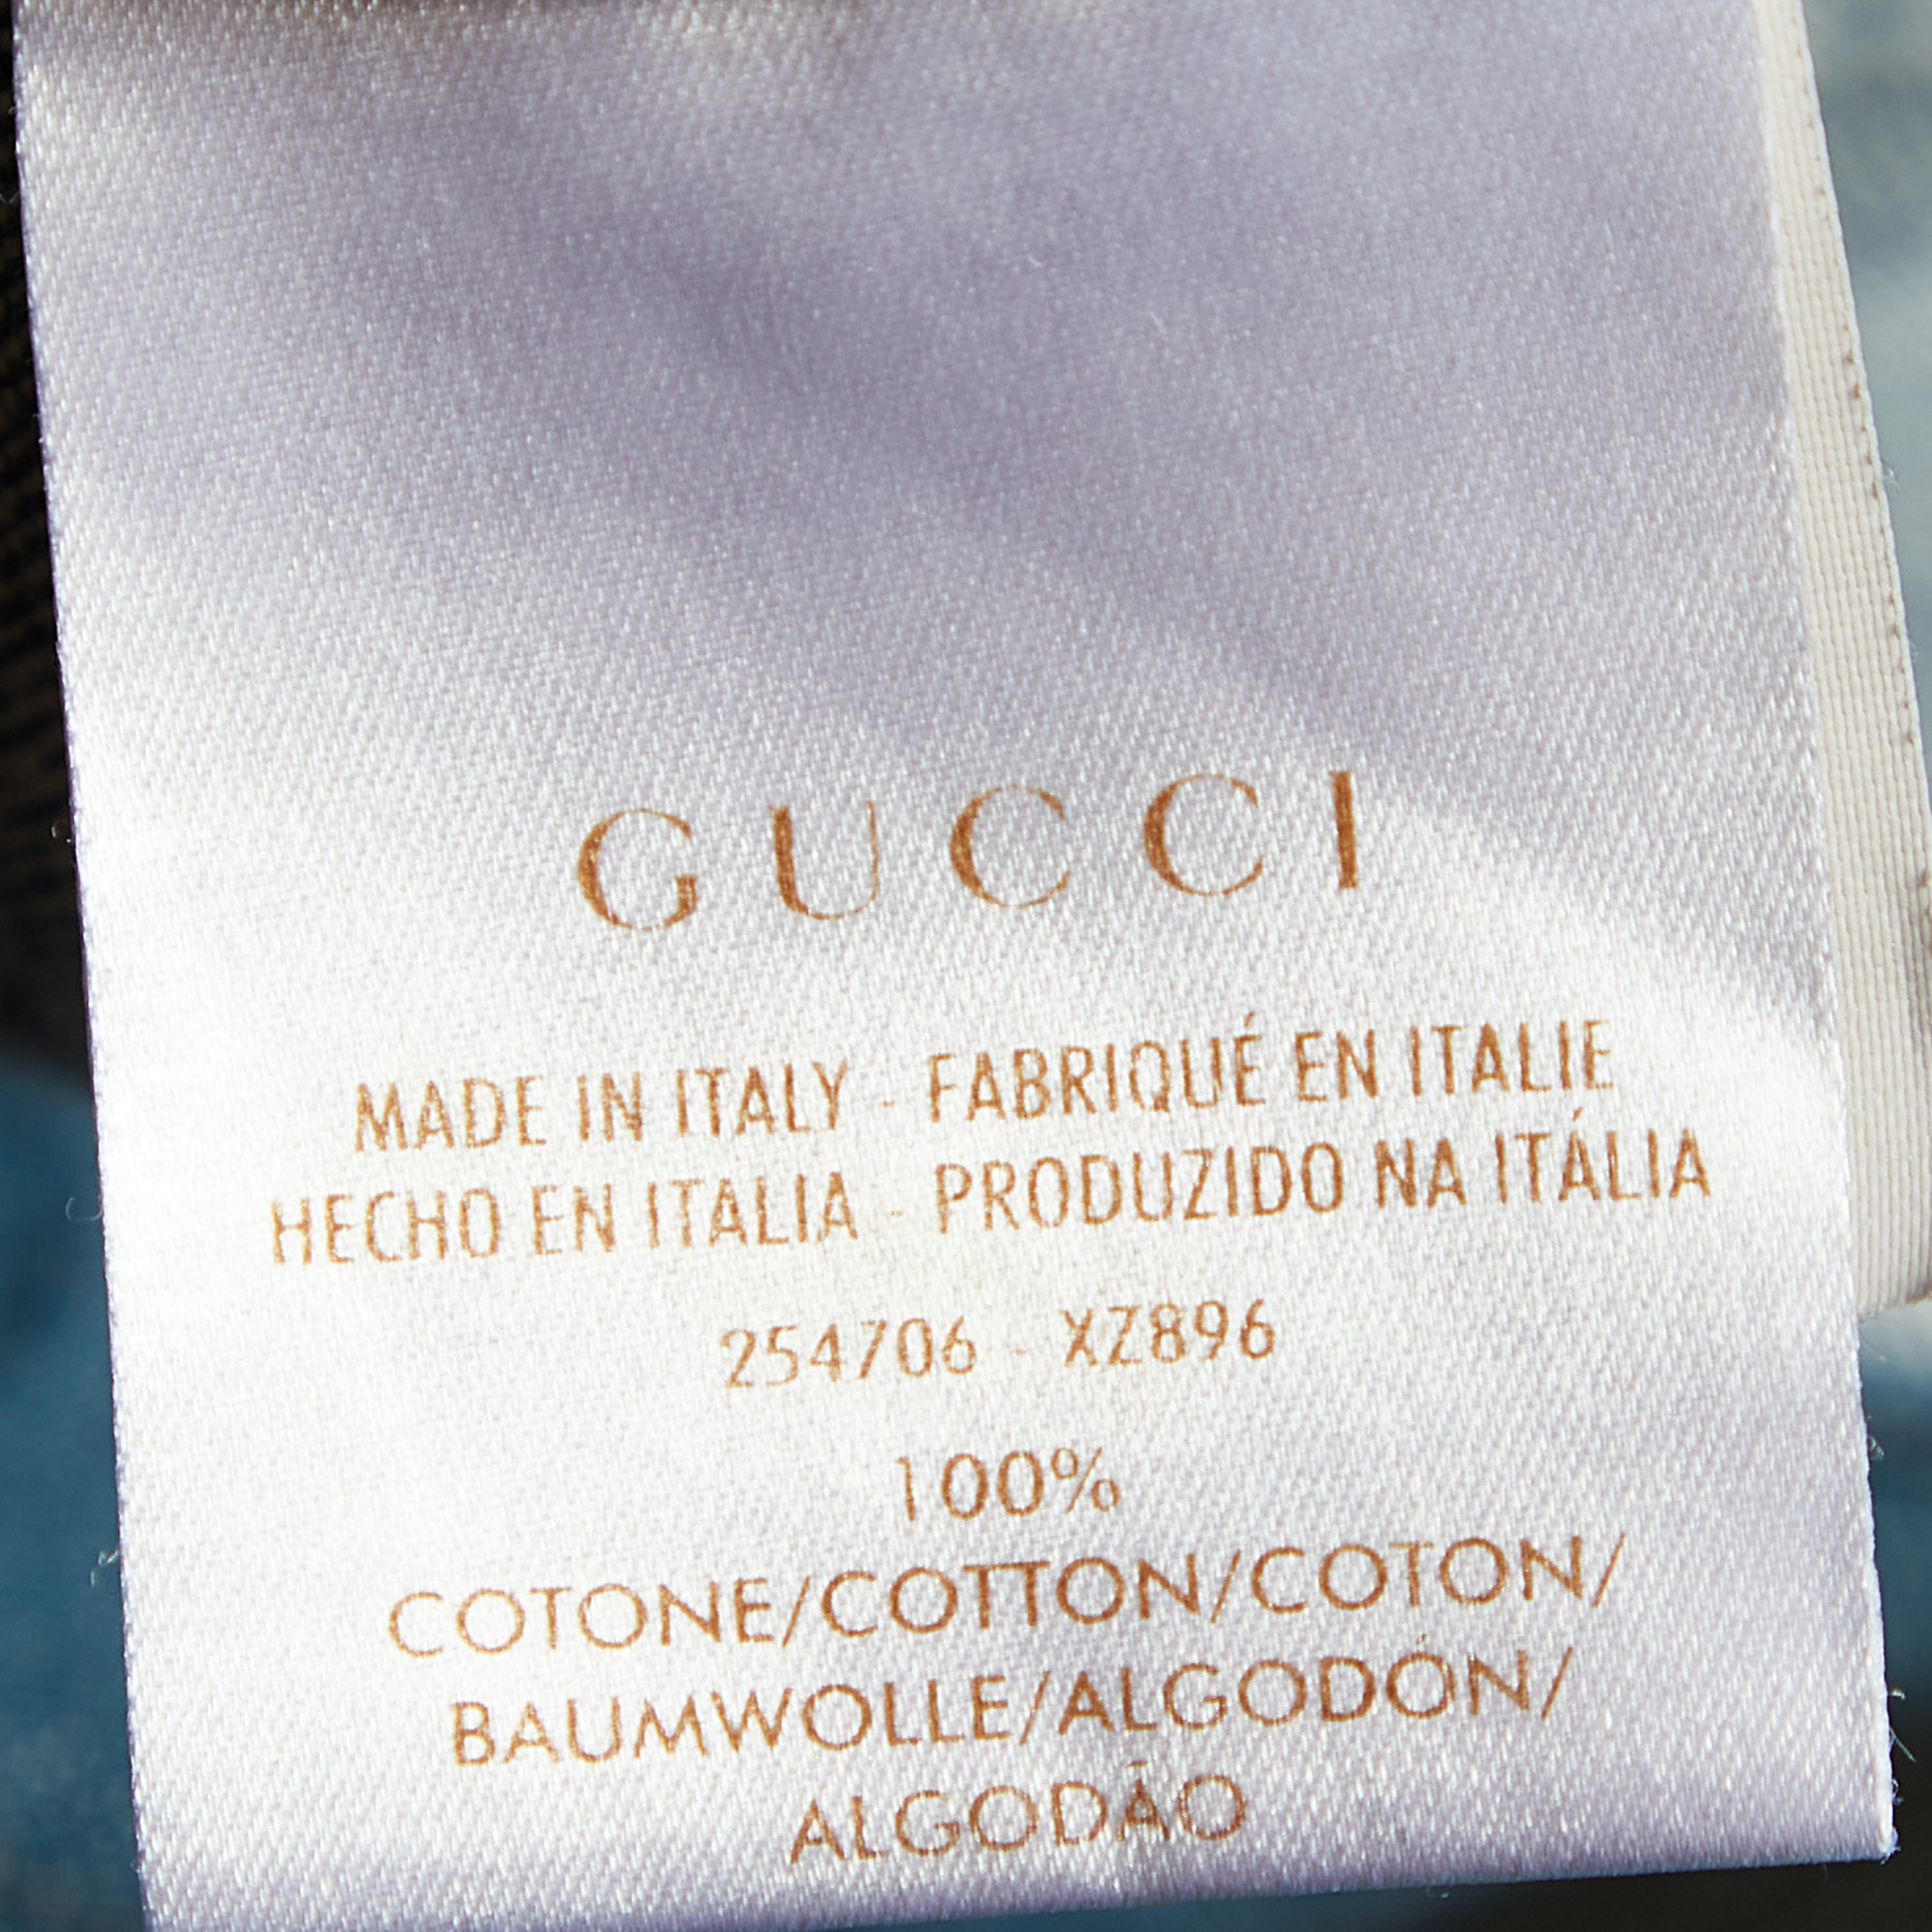 GUCCI
MADE IN ITALY - FABRIQUÉ EN ITALIE
HECHO EN ITALIA - PRODUZIDO NA ITÁLIA
254706 - XZ896
100%
COTONE/COTTON/COTON/
BAUMWOLLE/ALGODÓN/
ALGODÃO